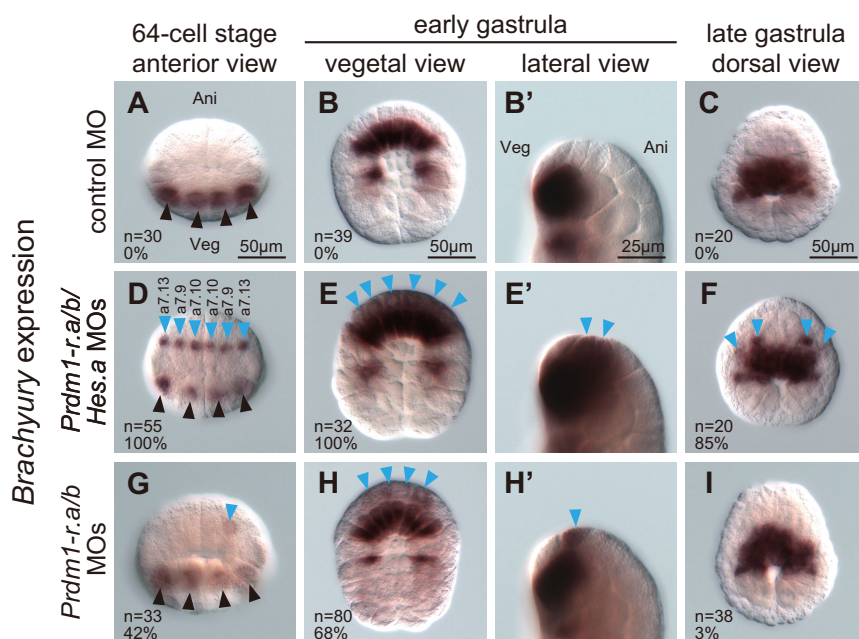 64-cell stage
anterior view
early gastrula
vegetal view
lateral view
late gastrula
dorsal view
Brachyury expression
control MO
A
Ani
Veg
n=30
0%
50μm
B
n=39
0%
50μm
B’
Veg
Ani
25μm
C
n=20
0%
50μm
Prdm1-r.a/b/
Hes.a MOs
D
a7.13
a7.9
a7.10
a7.10
a7.9
a7.13
n=55
100%
E
n=32
100%
E’
F
n=20
85%
Prdm1-r.a/b
MOs
G
n=33
42%
H
n=80
68%
H’
I
n=38
3%